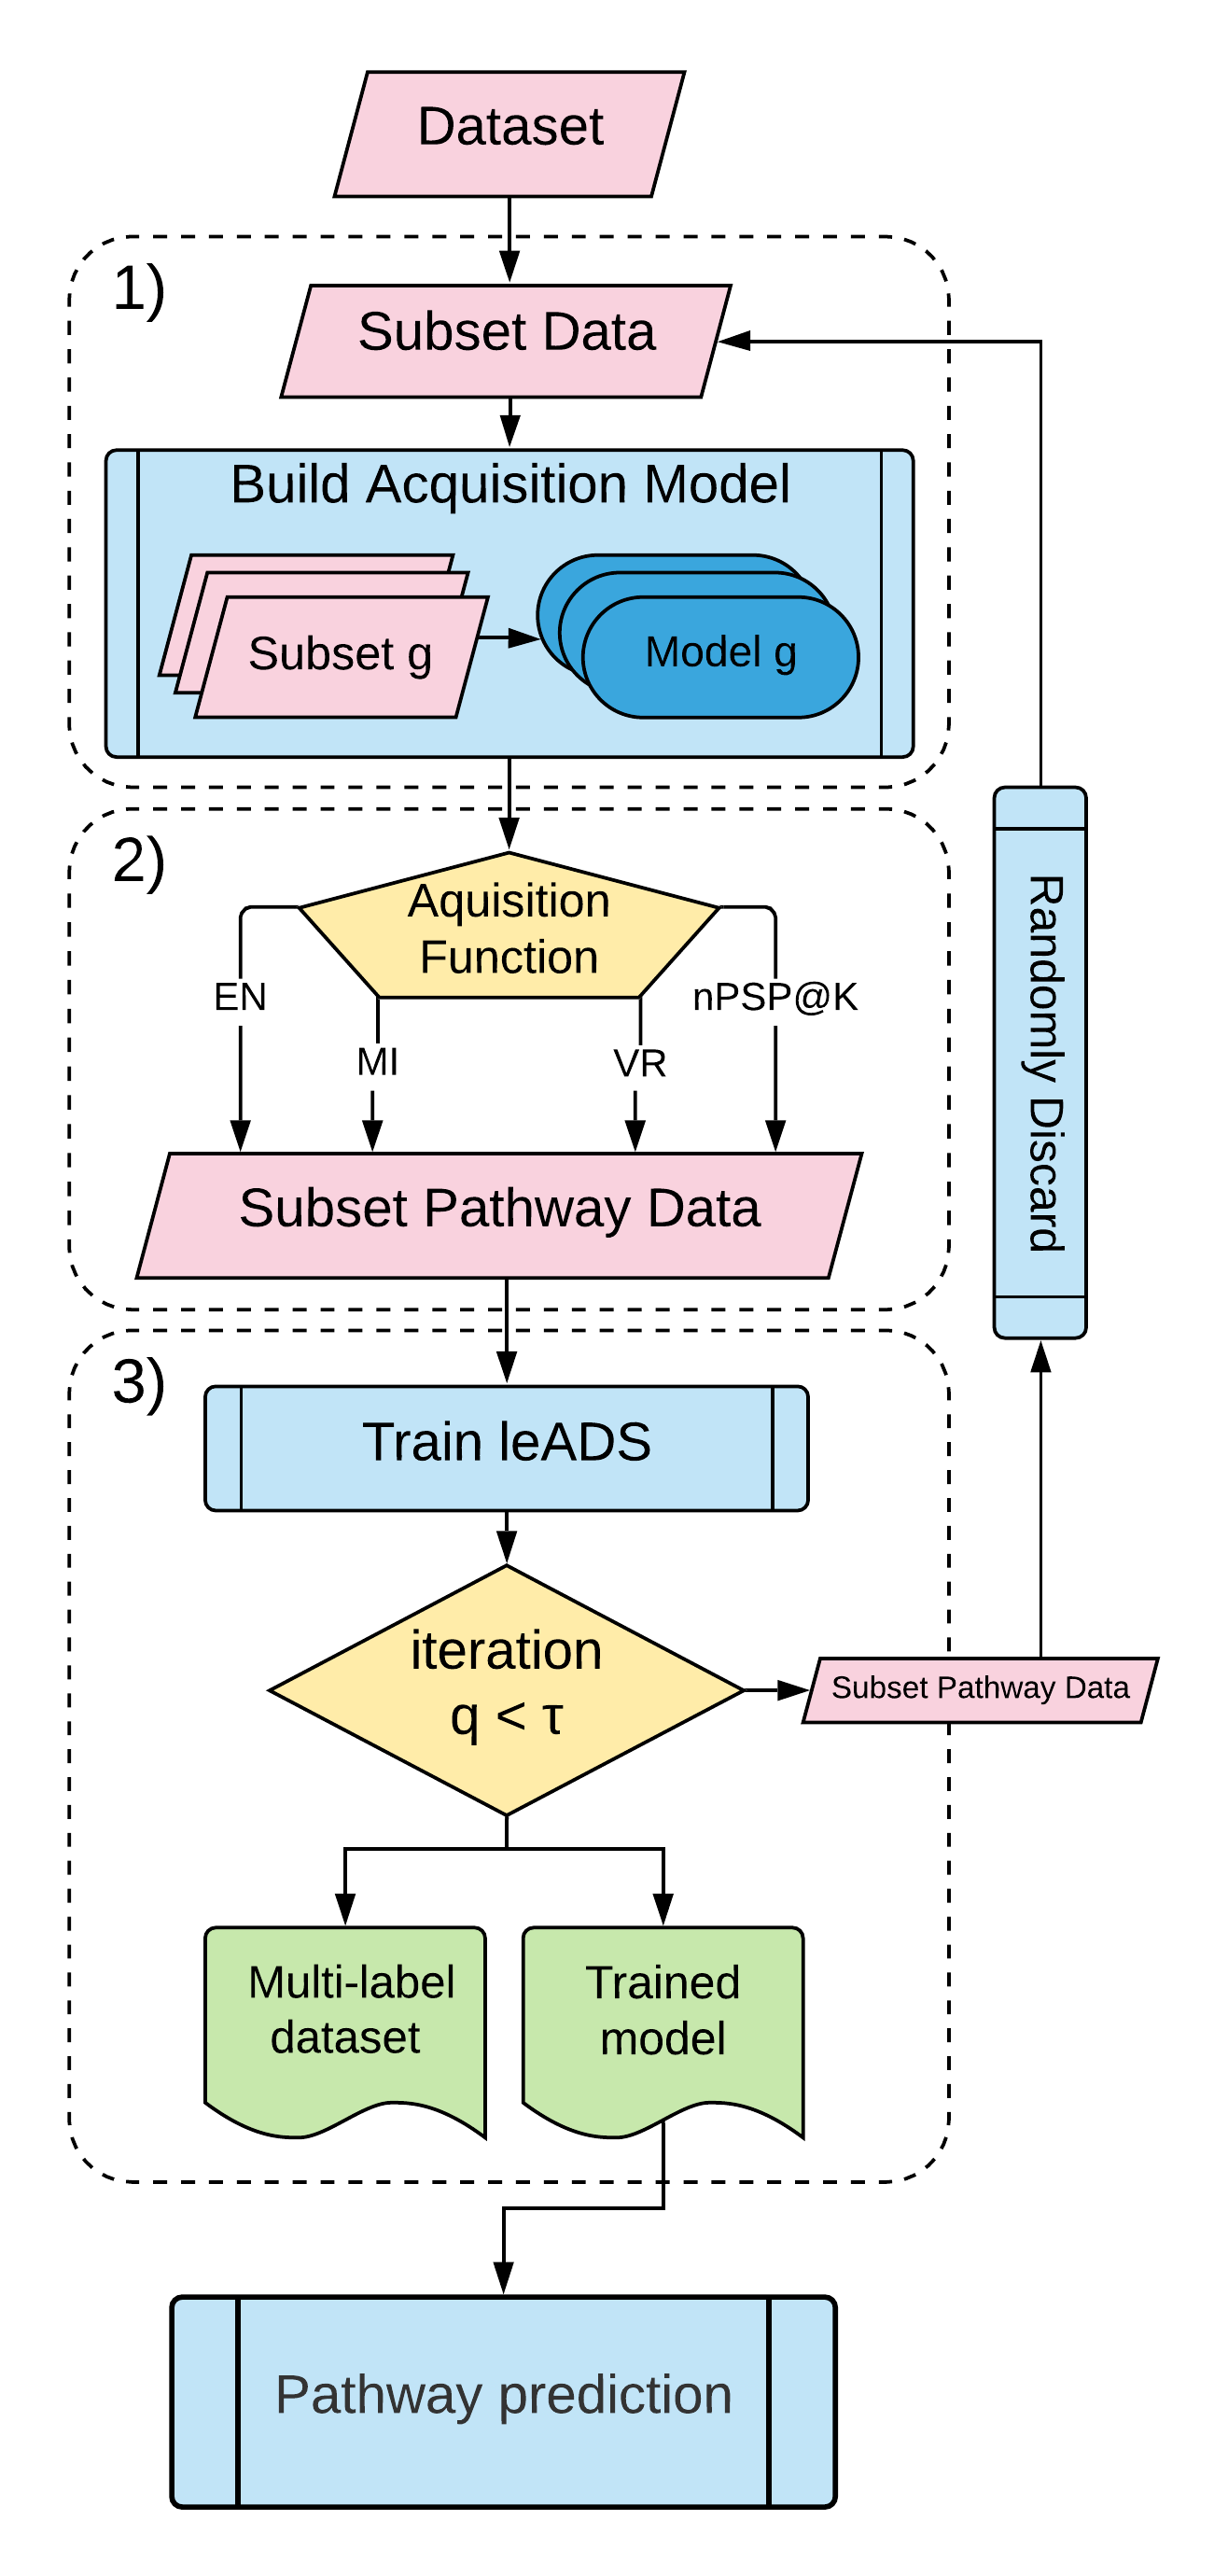 Dataset
1)
Subset Data
Build Acquisition Model
Subset g
Model g
2)
Aquisition
Function
EN
nPSP@K
MI
VR
Subset Pathway Data
Randomly Discard
3)
Train leADS
iteration
q < τ
Subset Pathway Data
Multi-label
dataset
Trained
model
Pathway prediction